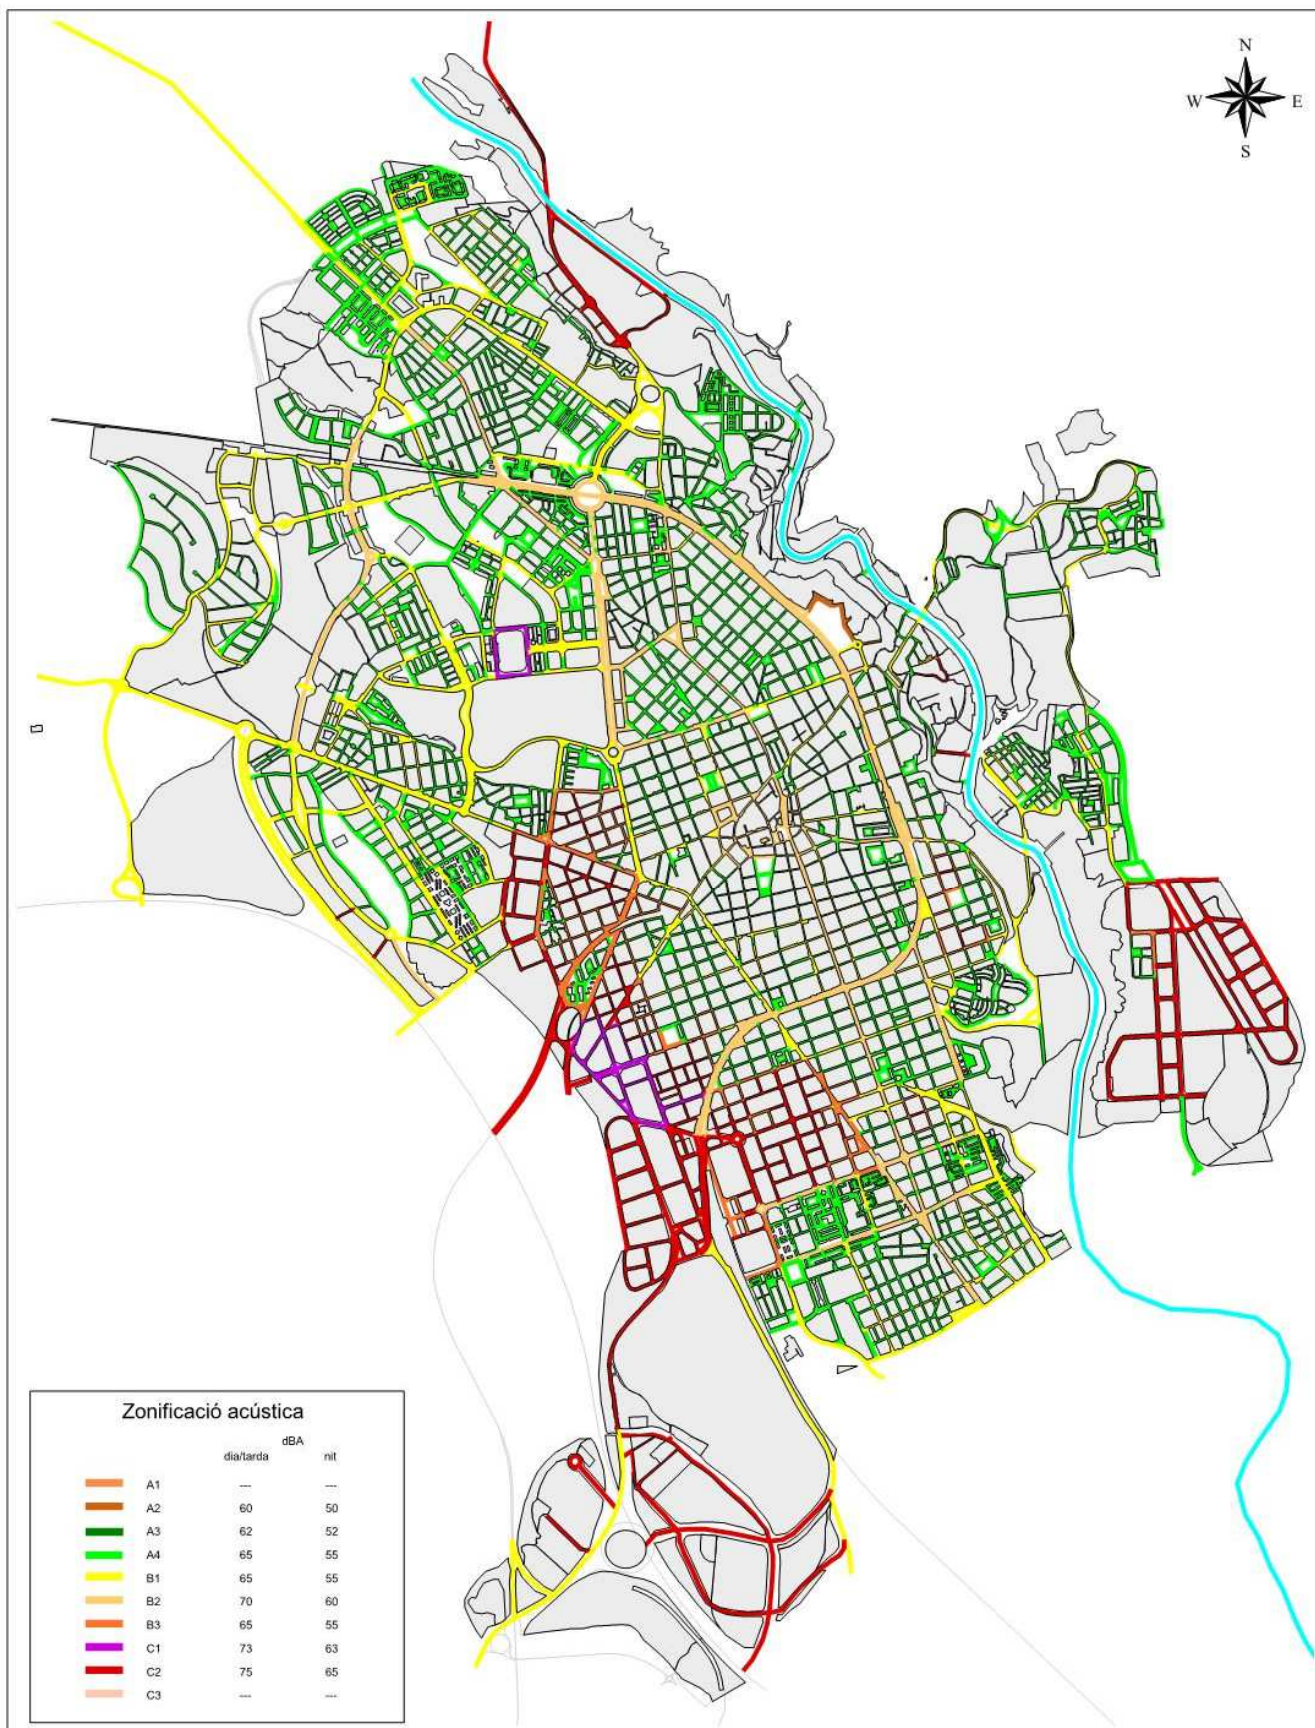 N
W E
S
Zonificació acústica
dBA
dia/tarda nit
A1 --- ---
A2 60 50
A3 62 52
A4 65 55
B1 65 55
B2 70 60
B3 65 55
C1 73 63
C2 75 65
C3 --- ---